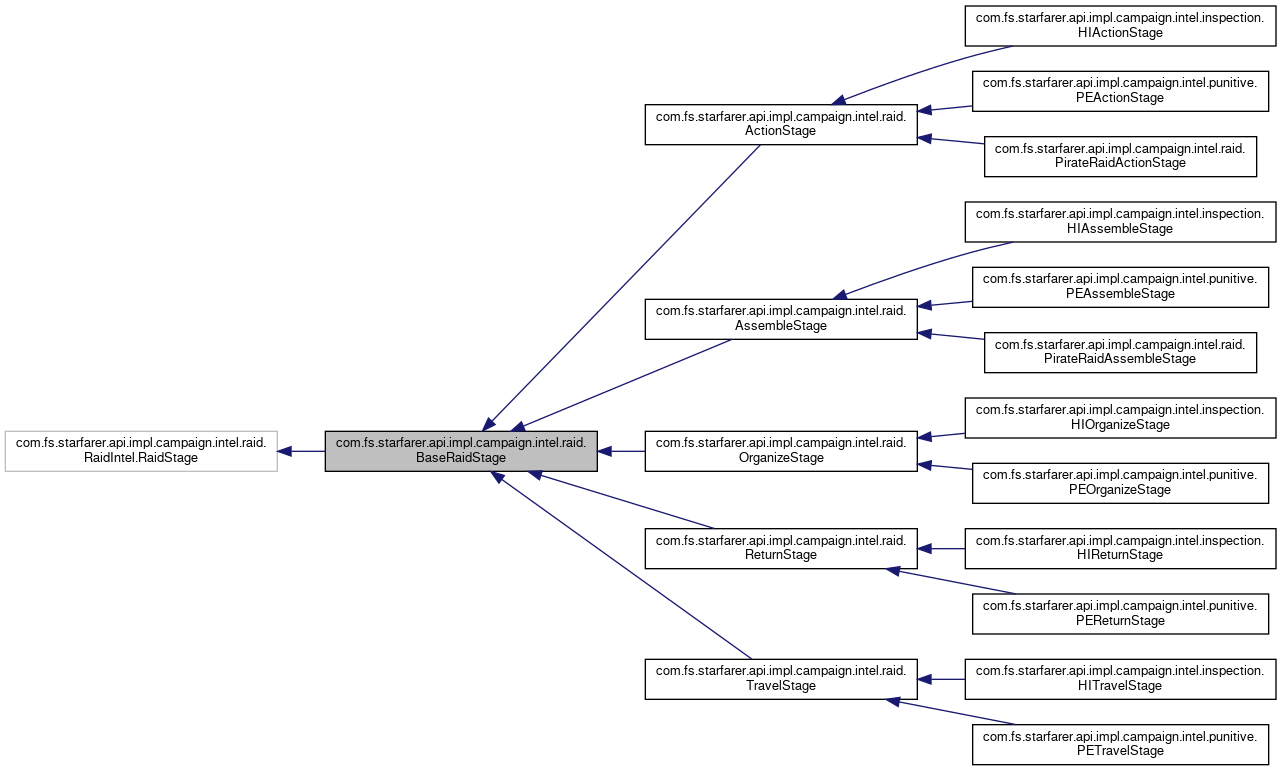 com.fs.starfarer.api.impl.campaign.intel.raid.
RaidIntel.RaidStage
com.fs.starfarer.api.impl.campaign.intel.raid.
BaseRaidStage
com.fs.starfarer.api.impl.campaign.intel.raid.
ActionStage
com.fs.starfarer.api.impl.campaign.intel.inspection.
HIActionStage
com.fs.starfarer.api.impl.campaign.intel.punitive.
PEActionStage
com.fs.starfarer.api.impl.campaign.intel.raid.
PirateRaidActionStage
com.fs.starfarer.api.impl.campaign.intel.raid.
AssembleStage
com.fs.starfarer.api.impl.campaign.intel.inspection.
HIAssembleStage
com.fs.starfarer.api.impl.campaign.intel.punitive.
PEAssembleStage
com.fs.starfarer.api.impl.campaign.intel.raid.
PirateRaidAssembleStage
com.fs.starfarer.api.impl.campaign.intel.raid.
OrganizeStage
com.fs.starfarer.api.impl.campaign.intel.inspection.
HIOrganizeStage
com.fs.starfarer.api.impl.campaign.intel.punitive.
PEOrganizeStage
com.fs.starfarer.api.impl.campaign.intel.raid.
ReturnStage
com.fs.starfarer.api.impl.campaign.intel.inspection.
HIReturnStage
com.fs.starfarer.api.impl.campaign.intel.punitive.
PEReturnStage
com.fs.starfarer.api.impl.campaign.intel.raid.
TravelStage
com.fs.starfarer.api.impl.campaign.intel.inspection.
HITravelStage
com.fs.starfarer.api.impl.campaign.intel.punitive.
PETravelStage